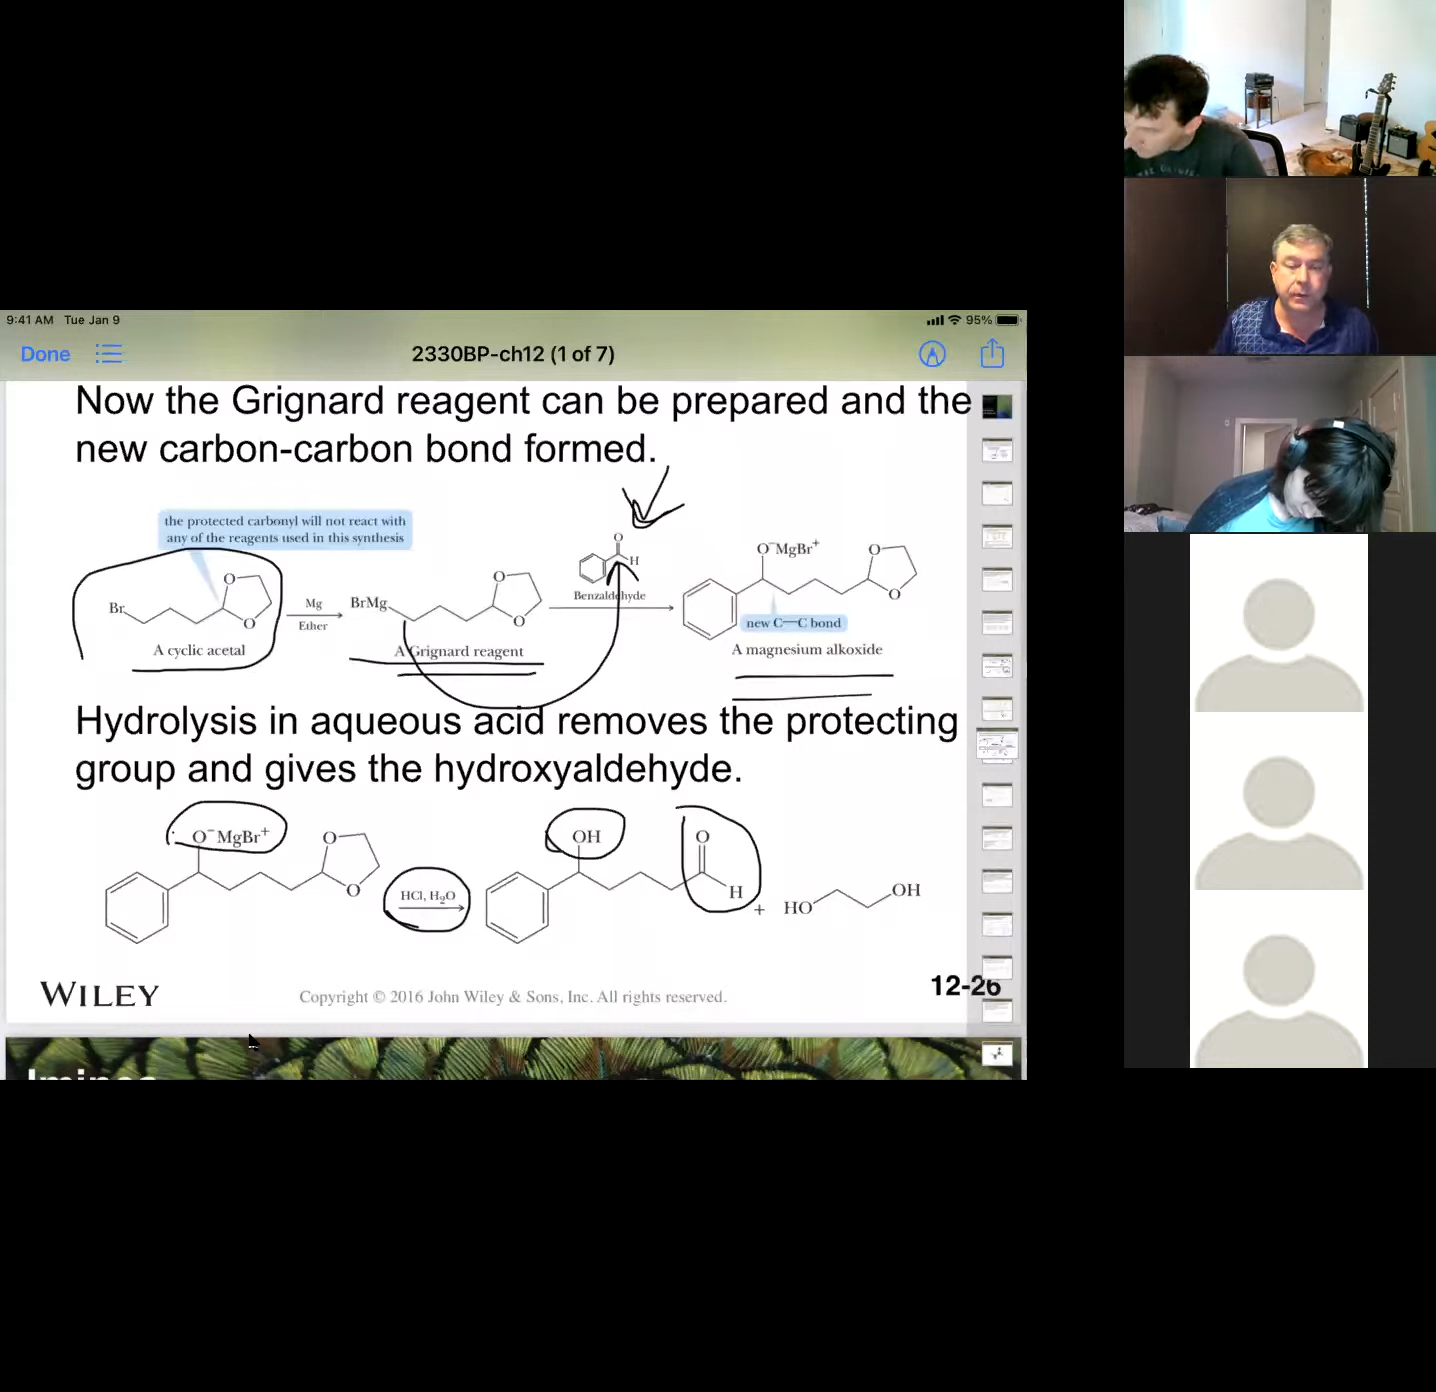 9:41 AM Tue Jan 9
95%
Done
2330BP-ch12 (1 of 7)
Now the Grignard reagent can be prepared and the
new carbon-carbon bond formed.
the protected carbonyl will not react with
any of the reagents used in this synthesis
O
H
Benzaldehyde
Br
O
O
Mg
Ether
BrMg
O
O
O⁻MgBr⁺
O
O
new C—C bond
A cyclic acetal
A Grignard reagent
A magnesium alkoxide
Hydrolysis in aqueous acid removes the protecting
group and gives the hydroxyaldehyde.
O⁻MgBr⁺
O
O
HCl, H₂O
OH
O
H
+
HO
OH
WILEY
Copyright © 2016 John Wiley & Sons, Inc. All rights reserved.
12-26
Imines